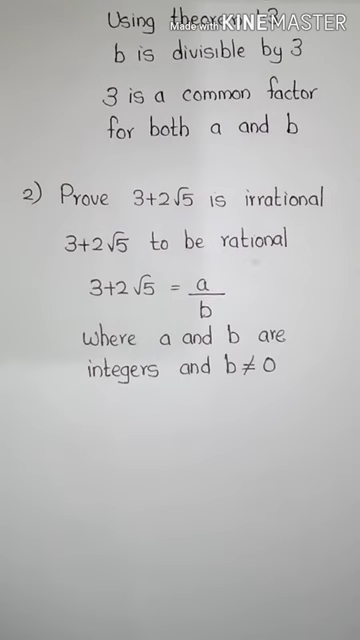 Using
Made with KINEMASTER
b is divisible by 3
3 is a common factor
for both a and b
2) Prove 3+2√5 is irrational
3+2√5 to be rational
3+2√5 = a
b
where a and b are
integers and b≠0